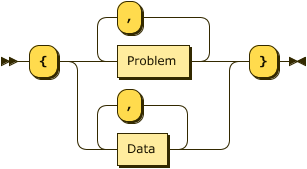 ,
{ Problem }
,
Data